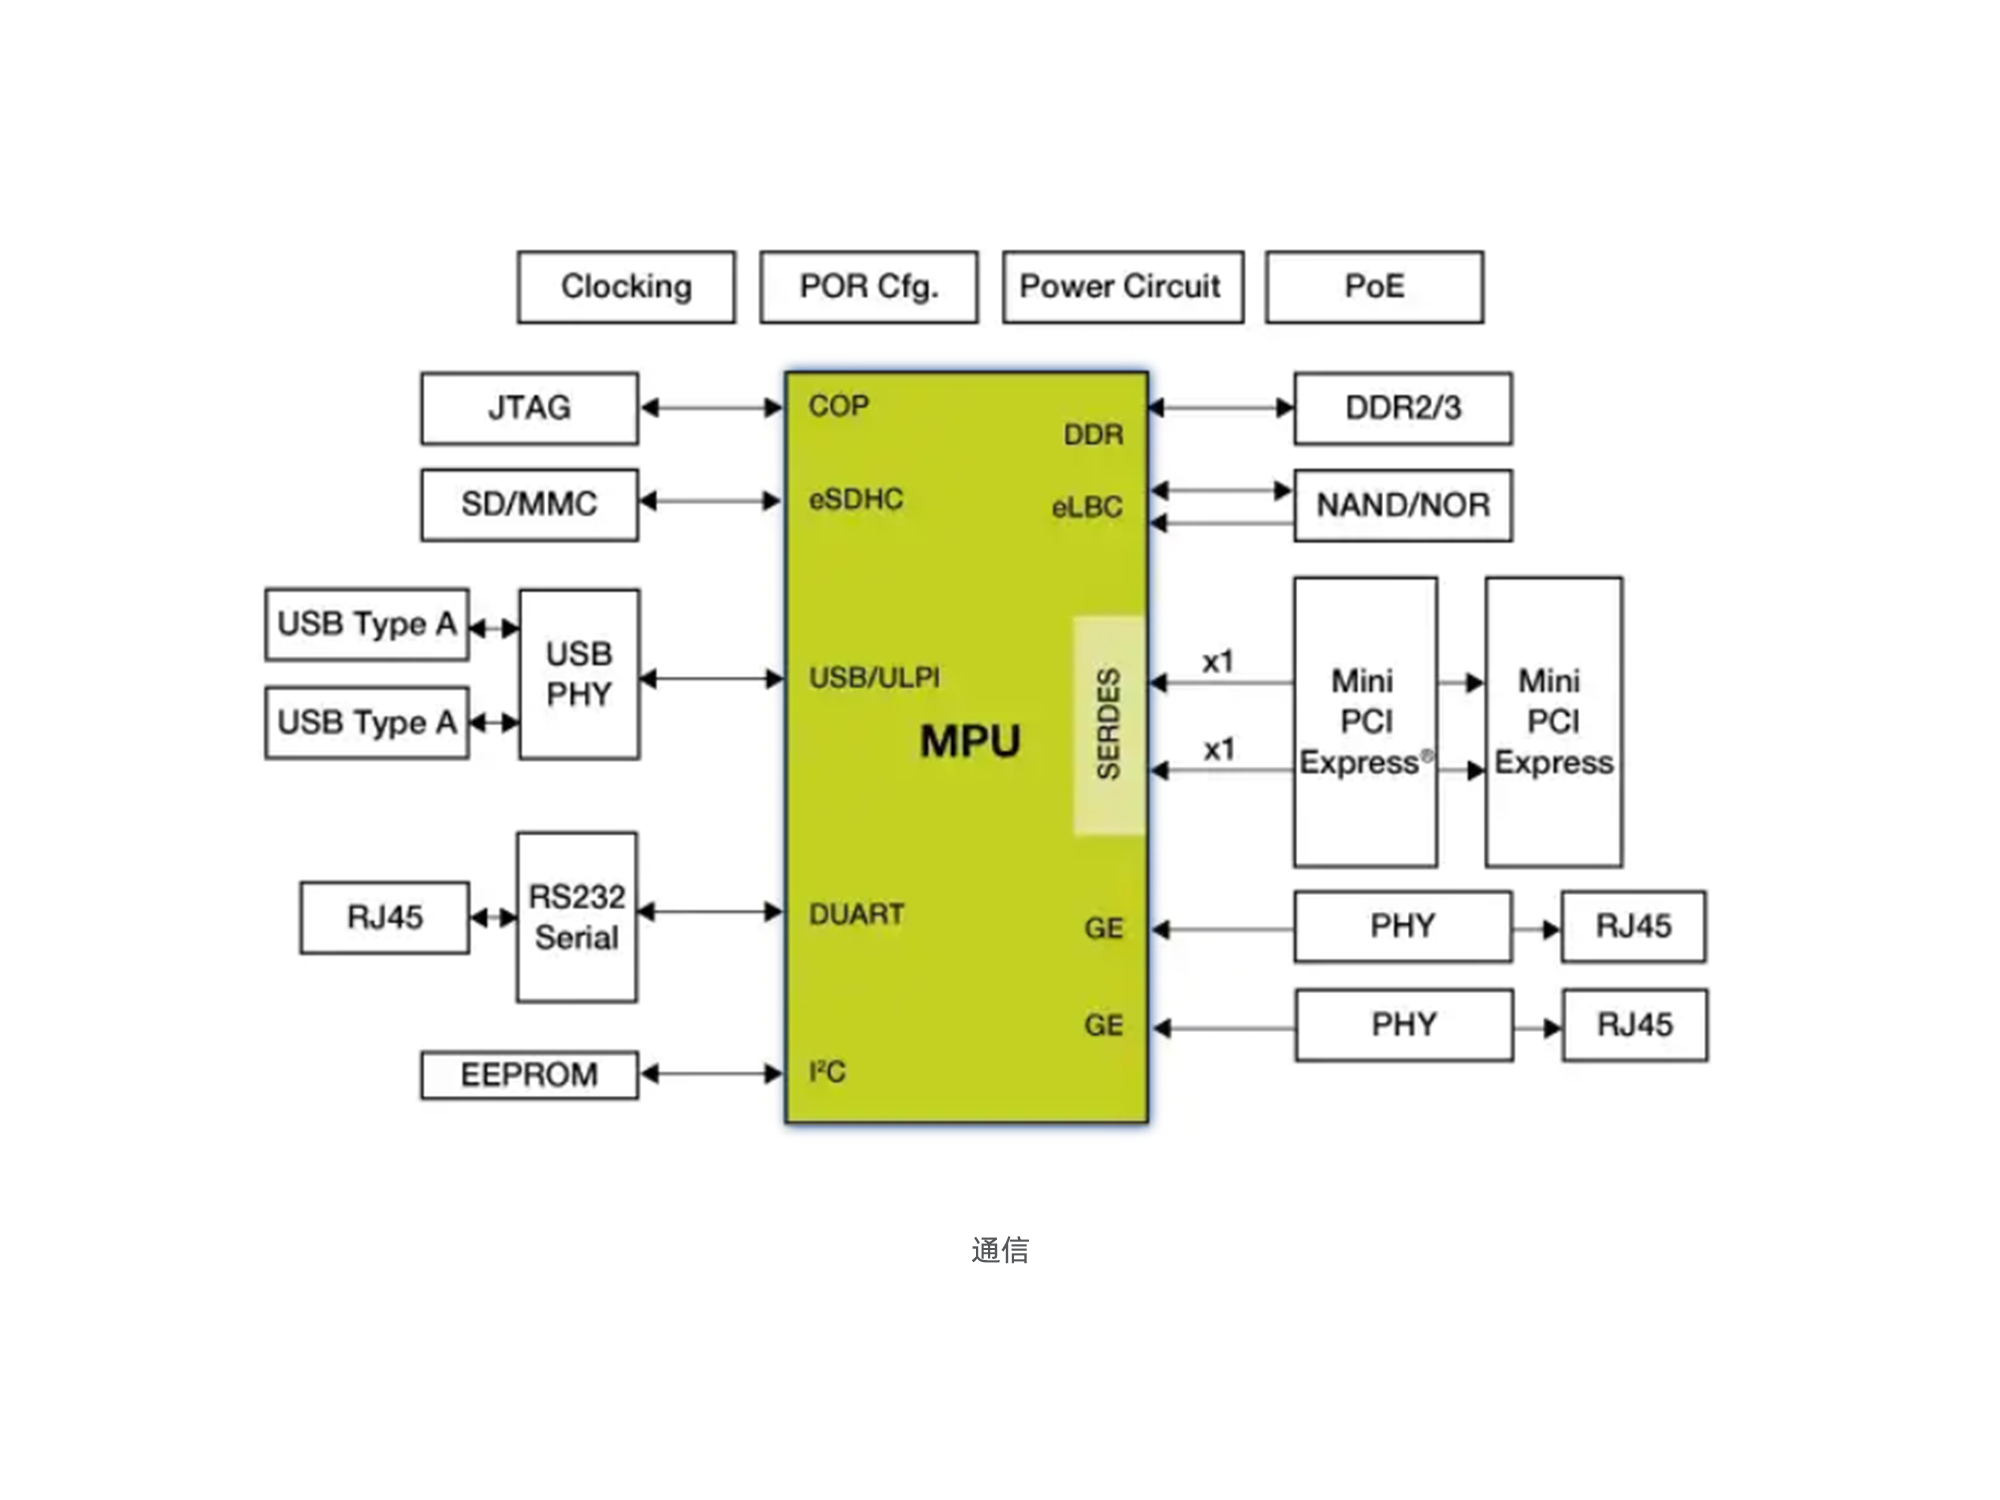 Clocking
POR Cfg.
Power Circuit
PoE
JTAG
COP
DDR
DDR2/3
SD/MMC
eSDHC
eLBC
NAND/NOR
USB Type A
USB Type A
USB
PHY
USB/ULPI
MPU
SERDES
x1
x1
Mini
PCI
Express®
Mini
PCI
Express
RJ45
RS232
Serial
DUART
GE
PHY
RJ45
GE
PHY
RJ45
EEPROM
I²C
通信